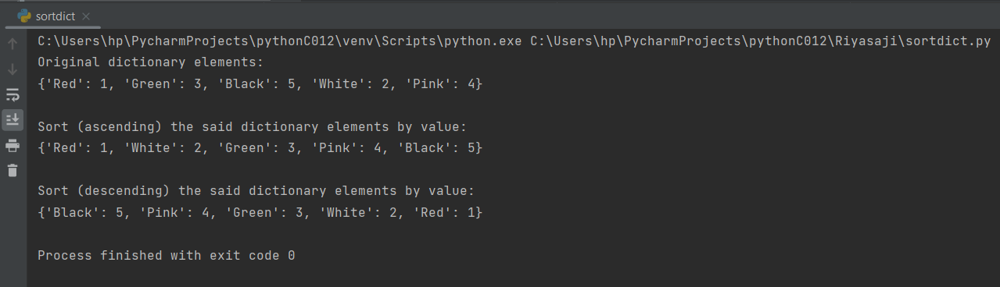 sortdict
C:\Users\hp\PycharmProjects\pythonC012\venv\Scripts\python.exe C:\Users\hp\PycharmProjects\pythonC012\Riyasaji\sortdict.py
Original dictionary elements:
{'Red': 1, 'Green': 3, 'Black': 5, 'White': 2, 'Pink': 4}
Sort (ascending) the said dictionary elements by value:
{'Red': 1, 'White': 2, 'Green': 3, 'Pink': 4, 'Black': 5}
Sort (descending) the said dictionary elements by value:
{'Black': 5, 'Pink': 4, 'Green': 3, 'White': 2, 'Red': 1}
Process finished with exit code 0